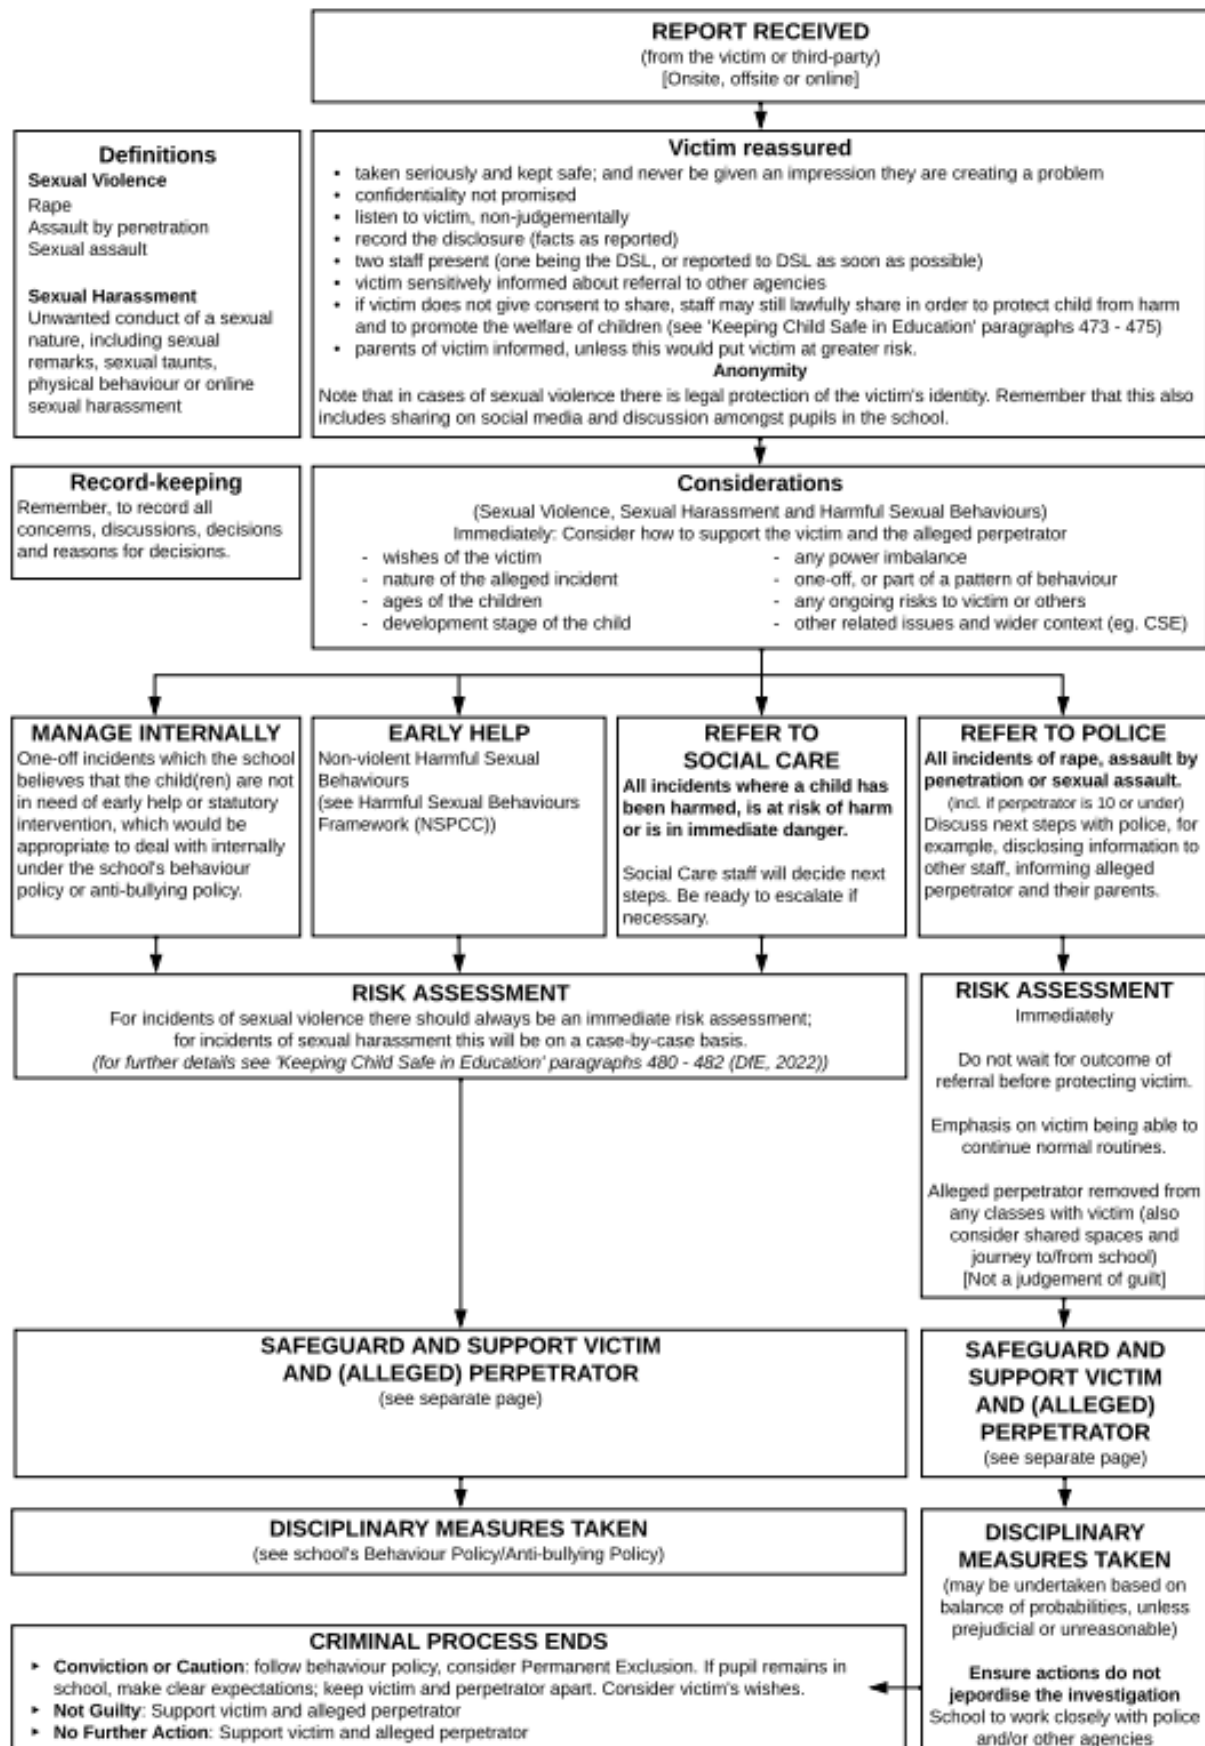 REPORT RECEIVED
(from the victim or third-party)
[Onsite, offsite or online]
Definitions
Sexual Violence
Rape
Assault by penetration
Sexual assault
Sexual Harassment
Unwanted conduct of a sexual
nature, including sexual
remarks, sexual taunts,
physical behaviour or online
sexual harassment
Victim reassured
• taken seriously and kept safe; and never be given an impression they are creating a problem
• confidentiality not promised
• listen to victim, non-judgementally
• record the disclosure (facts as reported)
• two staff present (one being the DSL, or reported to DSL as soon as possible)
• victim sensitively informed about referral to other agencies
• if victim does not give consent to share, staff may still lawfully share in order to protect child from harm
and to promote the welfare of children (see 'Keeping Child Safe in Education' paragraphs 473 - 475)
• parents of victim informed, unless this would put victim at greater risk.
Anonymity
Note that in cases of sexual violence there is legal protection of the victim's identity. Remember that this also
includes sharing on social media and discussion amongst pupils in the school.
Record-keeping
Remember, to record all
concerns, discussions, decisions
and reasons for decisions.
Considerations
(Sexual Violence, Sexual Harassment and Harmful Sexual Behaviours)
Immediately: Consider how to support the victim and the alleged perpetrator
- wishes of the victim
- nature of the alleged incident
- ages of the children
- development stage of the child
- any power imbalance
- one-off, or part of a pattern of behaviour
- any ongoing risks to victim or others
- other related issues and wider context (eg. CSE)
MANAGE INTERNALLY
One-off incidents which the school
believes that the child(ren) are not
in need of early help or statutory
intervention, which would be
appropriate to deal with internally
under the school's behaviour
policy or anti-bullying policy.
EARLY HELP
Non-violent Harmful Sexual
Behaviours
(see Harmful Sexual Behaviours
Framework (NSPCC))
REFER TO
SOCIAL CARE
All incidents where a child has
been harmed, is at risk of harm
or is in immediate danger.
Social Care staff will decide next
steps. Be ready to escalate if
necessary.
REFER TO POLICE
All incidents of rape, assault by
penetration or sexual assault.
(incl. if perpetrator is 10 or under)
Discuss next steps with police, for
example, disclosing information to
other staff, informing alleged
perpetrator and their parents.
RISK ASSESSMENT
For incidents of sexual violence there should always be an immediate risk assessment;
for incidents of sexual harassment this will be on a case-by-case basis.
(for further details see 'Keeping Child Safe in Education' paragraphs 480 - 482 (DfE, 2022))
RISK ASSESSMENT
Immediately
Do not wait for outcome of
referral before protecting victim.
Emphasis on victim being able to
continue normal routines.
Alleged perpetrator removed from
any classes with victim (also
consider shared spaces and
journey to/from school)
[Not a judgement of guilt]
SAFEGUARD AND SUPPORT VICTIM
AND (ALLEGED) PERPETRATOR
(see separate page)
SAFEGUARD AND
SUPPORT VICTIM
AND (ALLEGED)
PERPETRATOR
(see separate page)
DISCIPLINARY MEASURES TAKEN
(see school's Behaviour Policy/Anti-bullying Policy)
DISCIPLINARY
MEASURES TAKEN
(may be undertaken based on
balance of probabilities, unless
prejudicial or unreasonable)
Ensure actions do not
jepordise the investigation
School to work closely with police
and/or other agencies
CRIMINAL PROCESS ENDS
▸ Conviction or Caution: follow behaviour policy, consider Permanent Exclusion. If pupil remains in
school, make clear expectations; keep victim and perpetrator apart. Consider victim's wishes.
▸ Not Guilty: Support victim and alleged perpetrator
▸ No Further Action: Support victim and alleged perpetrator